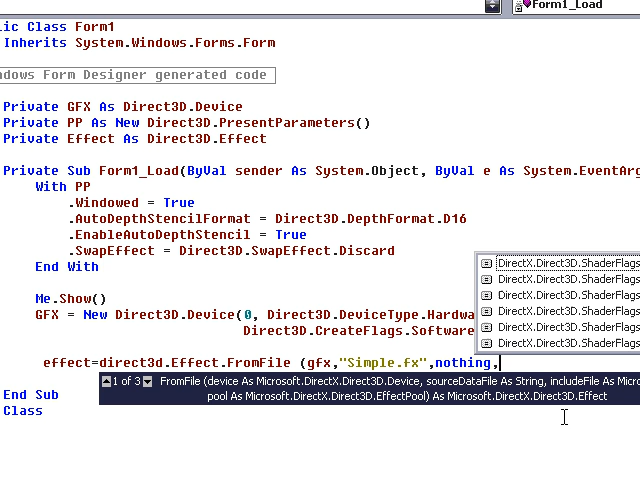 Form1_Load
lic Class Form1
Inherits System.Windows.Forms.Form
ndows Form Designer generated code
Private GFX As Direct3D.Device
Private PP As New Direct3D.PresentParameters()
Private Effect As Direct3D.Effect
Private Sub Form1_Load(ByVal sender As System.Object, ByVal e As System.EventArg
With PP
.Windowed = True
.AutoDepthStencilFormat = Direct3D.DepthFormat.D16
.EnableAutoDepthStencil = True
.SwapEffect = Direct3D.SwapEffect.Discard
End With
DirectX.Direct3D.ShaderFlags
DirectX.Direct3D.ShaderFlags
DirectX.Direct3D.ShaderFlags
DirectX.Direct3D.ShaderFlags
DirectX.Direct3D.ShaderFlags
DirectX.Direct3D.ShaderFlags
Me.Show()
GFX = New Direct3D.Device(0, Direct3D.DeviceType.Hardwa
Direct3D.CreateFlags.Software
effect=direct3d.Effect.FromFile (gfx,"Simple.fx",nothing,
1 of 3 FromFile (device As Microsoft.DirectX.Direct3D.Device, sourceDataFile As String, includeFile As Micro
pool As Microsoft.DirectX.Direct3D.EffectPool) As Microsoft.DirectX.Direct3D.Effect
End Sub
Class